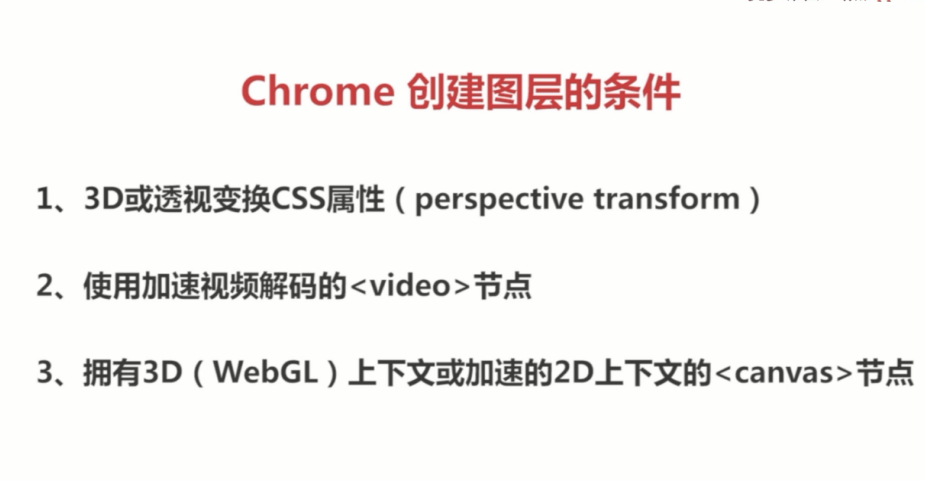 Chrome 创建图层的条件
1、3D或透视变换CSS属性（perspective transform）
2、使用加速视频解码的<video>节点
3、拥有3D（WebGL）上下文或加速的2D上下文的<canvas>节点